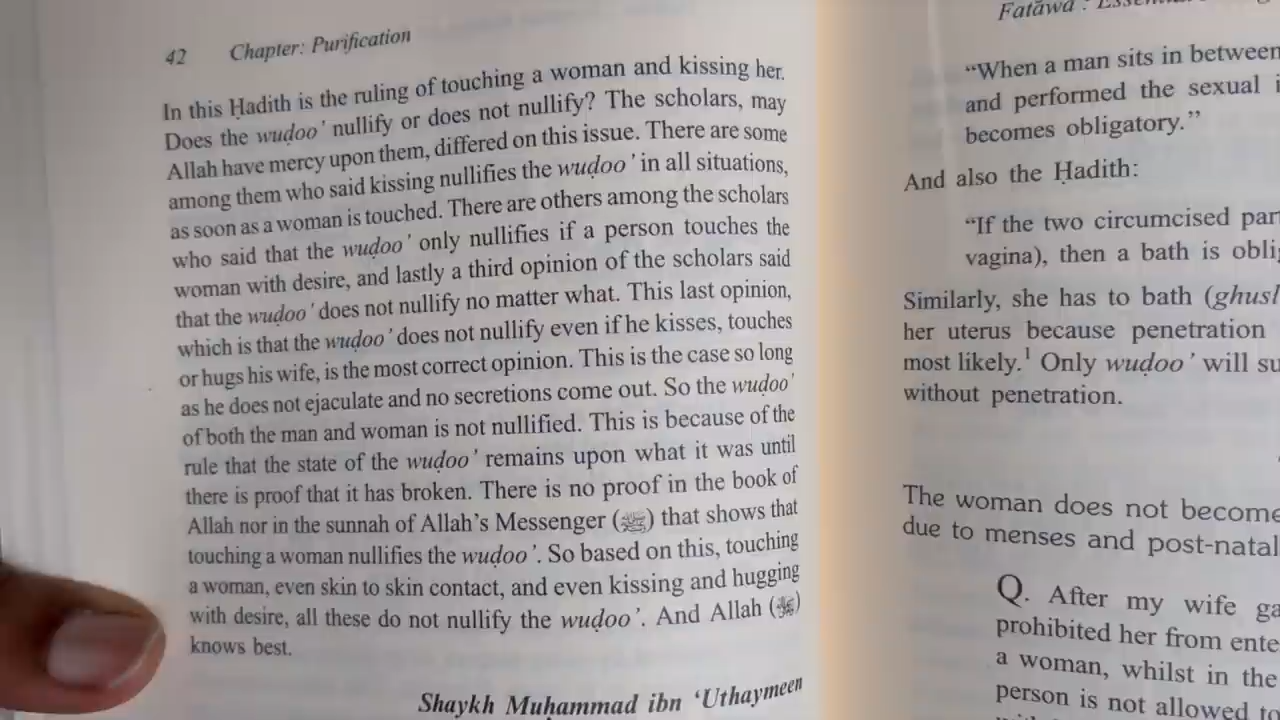 42 Chapter: Purification
In this Ḥadith is the ruling of touching a woman and kissing her.
Does the wuḍoo' nullify or does not nullify? The scholars, may
Allah have mercy upon them, differed on this issue. There are some
among them who said kissing nullifies the wuḍoo' in all situations,
as soon as a woman is touched. There are others among the scholars
who said that the wuḍoo' only nullifies if a person touches the
woman with desire, and lastly a third opinion of the scholars said
that the wuḍoo' does not nullify no matter what. This last opinion,
which is that the wuḍoo' does not nullify even if he kisses, touches
or hugs his wife, is the most correct opinion. This is the case so long
as he does not ejaculate and no secretions come out. So the wuḍoo'
of both the man and woman is not nullified. This is because of the
rule that the state of the wuḍoo' remains upon what it was until
there is proof that it has broken. There is no proof in the book of
Allah nor in the sunnah of Allah's Messenger (ﷺ) that shows that
touching a woman nullifies the wuḍoo'. So based on this, touching
a woman, even skin to skin contact, and even kissing and hugging
with desire, all these do not nullify the wuḍoo'. And Allah ()
knows best.
Shaykh Muḥammad ibn 'Uthaymeen
Fatāwa :
“When a man sits in between
and performed the sexual
becomes obligatory.”
And also the Ḥadith:
“If the two circumcised
vagina), then a bath is
Similarly, she has to bath (ghusl
her uterus because penetration
most likely.1 Only wuḍoo' will
without penetration.
The woman does not become
due to menses and post-natal
Q. After my wife
prohibited her from
a woman, whilst in the
person is not allowed to